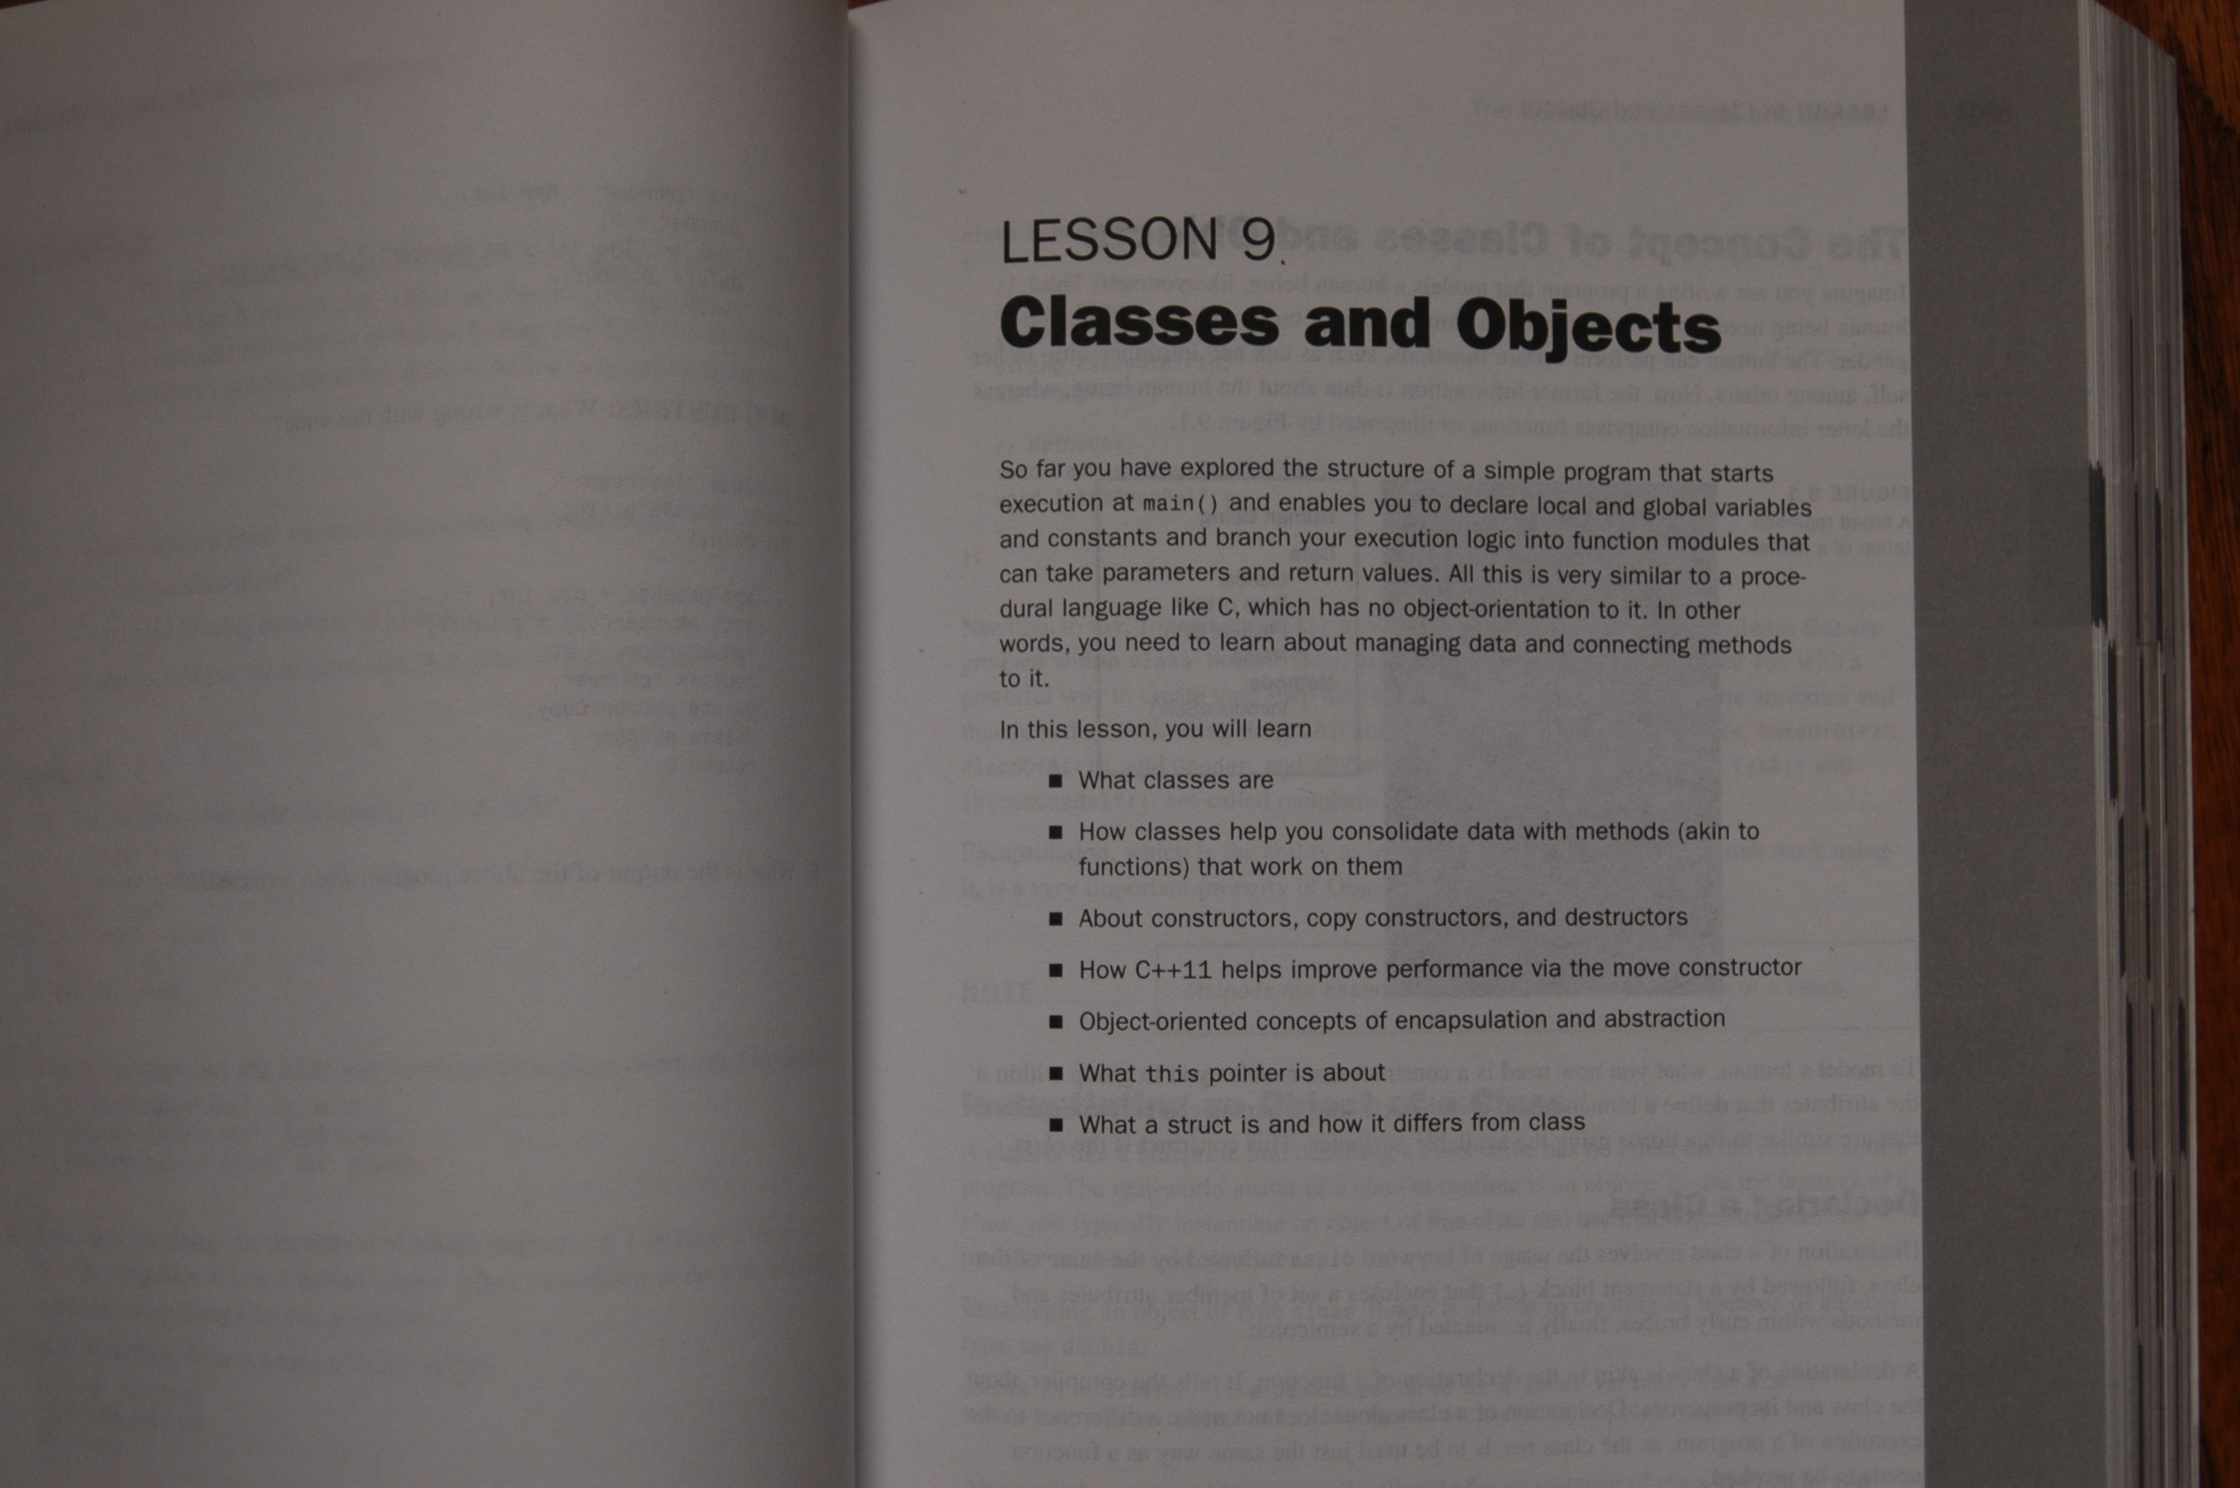 LESSON 9
Classes and Objects
So far you have explored the structure of a simple program that starts
execution at main() and enables you to declare local and global variables
and constants and branch your execution logic into function modules that
can take parameters and return values. All this is very similar to a proce-
dural language like C, which has no object-orientation to it. In other
words, you need to learn about managing data and connecting methods
to it.
In this lesson, you will learn
■ What classes are
■ How classes help you consolidate data with methods (akin to
functions) that work on them
■ About constructors, copy constructors, and destructors
■ How C++11 helps improve performance via the move constructor
■ Object-oriented concepts of encapsulation and abstraction
■ What this pointer is about
■ What a struct is and how it differs from class